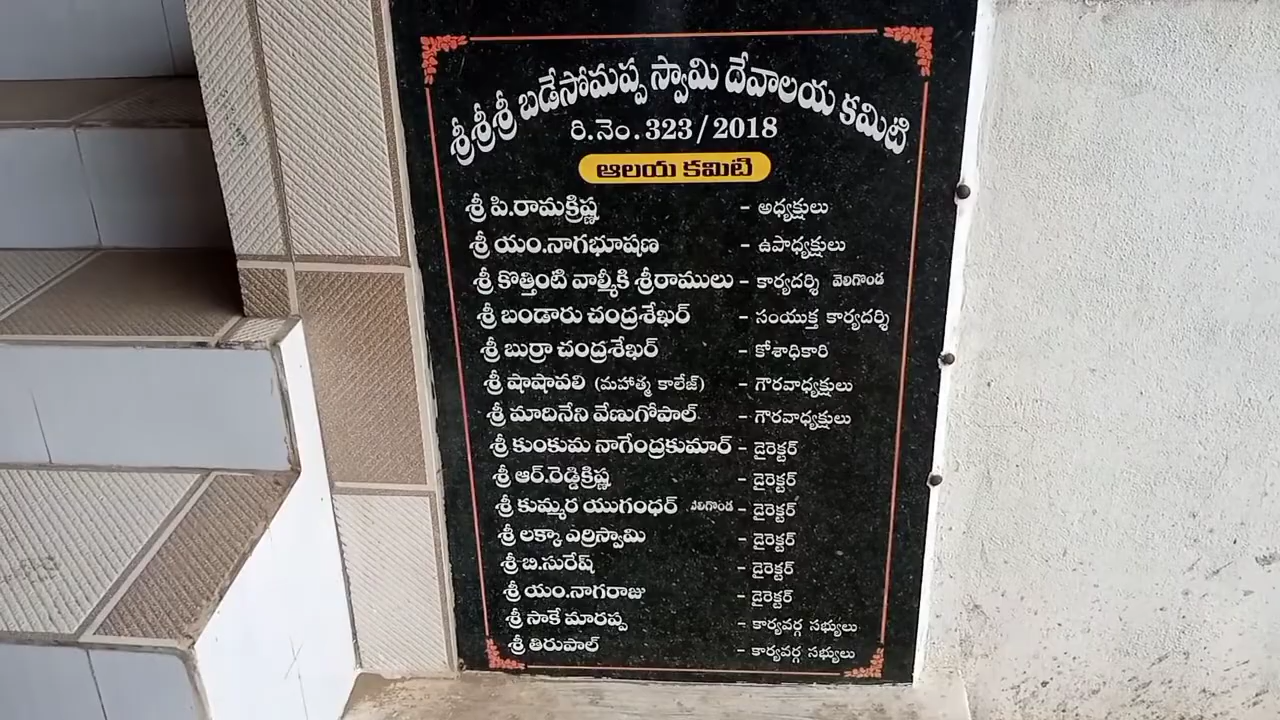 శ్రీశ్రీశ్రీ బడేసోమప్ప స్వామి దేవాలయ కమిటి
రి.నెం. 323/2018
ఆలయ కమిటి
శ్రీ పి.రామక్రిష్ణ - అధ్యక్షులు
శ్రీ యం.నాగభూషణ - ఉపాధ్యక్షులు
శ్రీ కొత్తింటి వాల్మీకి శ్రీరాములు - కార్యదర్శి వెలిగొండ
శ్రీ బండారు చంద్రశేఖర్ - సంయుక్త కార్యదర్శి
శ్రీ బుర్రా చంద్రశేఖర్ - కోశాధికారి
శ్రీ షాషావలి (మహాత్మ కాలేజ్) - గౌరవాధ్యక్షులు
శ్రీ మాదినేని వేణుగోపాల్ - గౌరవాధ్యక్షులు
శ్రీ కుంకుమ నాగేంద్రకుమార్ - డైరెక్టర్
శ్రీ ఆర్.రెడ్డిక్రిష్ణ - డైరెక్టర్
శ్రీ కుమ్మర యుగంధర్ వెలిగొండ - డైరెక్టర్
శ్రీ లక్కా ఎర్రిస్వామి - డైరెక్టర్
శ్రీ బి.సురేష్ - డైరెక్టర్
శ్రీ యం.నాగరాజు - డైరెక్టర్
శ్రీ సాకే మారప్ప - కార్యవర్గ సభ్యులు
శ్రీ తిరుపాల్ - కార్యవర్గ సభ్యులు